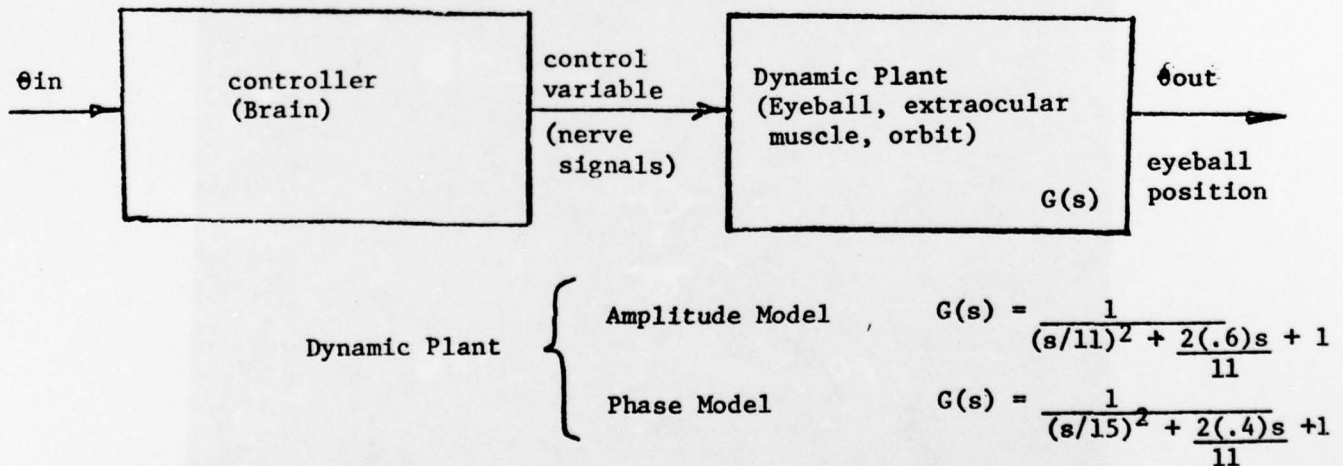 θin
controller
(Brain)
control
variable
(nerve
signals)
Dynamic Plant
(Eyeball, extraocular
muscle, orbit)
G(s)
θout
eyeball
position
Dynamic Plant
Amplitude Model
G(s) = 1
(s/11)² + 2(.6)s + 1
11
Phase Model
G(s) = 1
(s/15)² + 2(.4)s +1
11